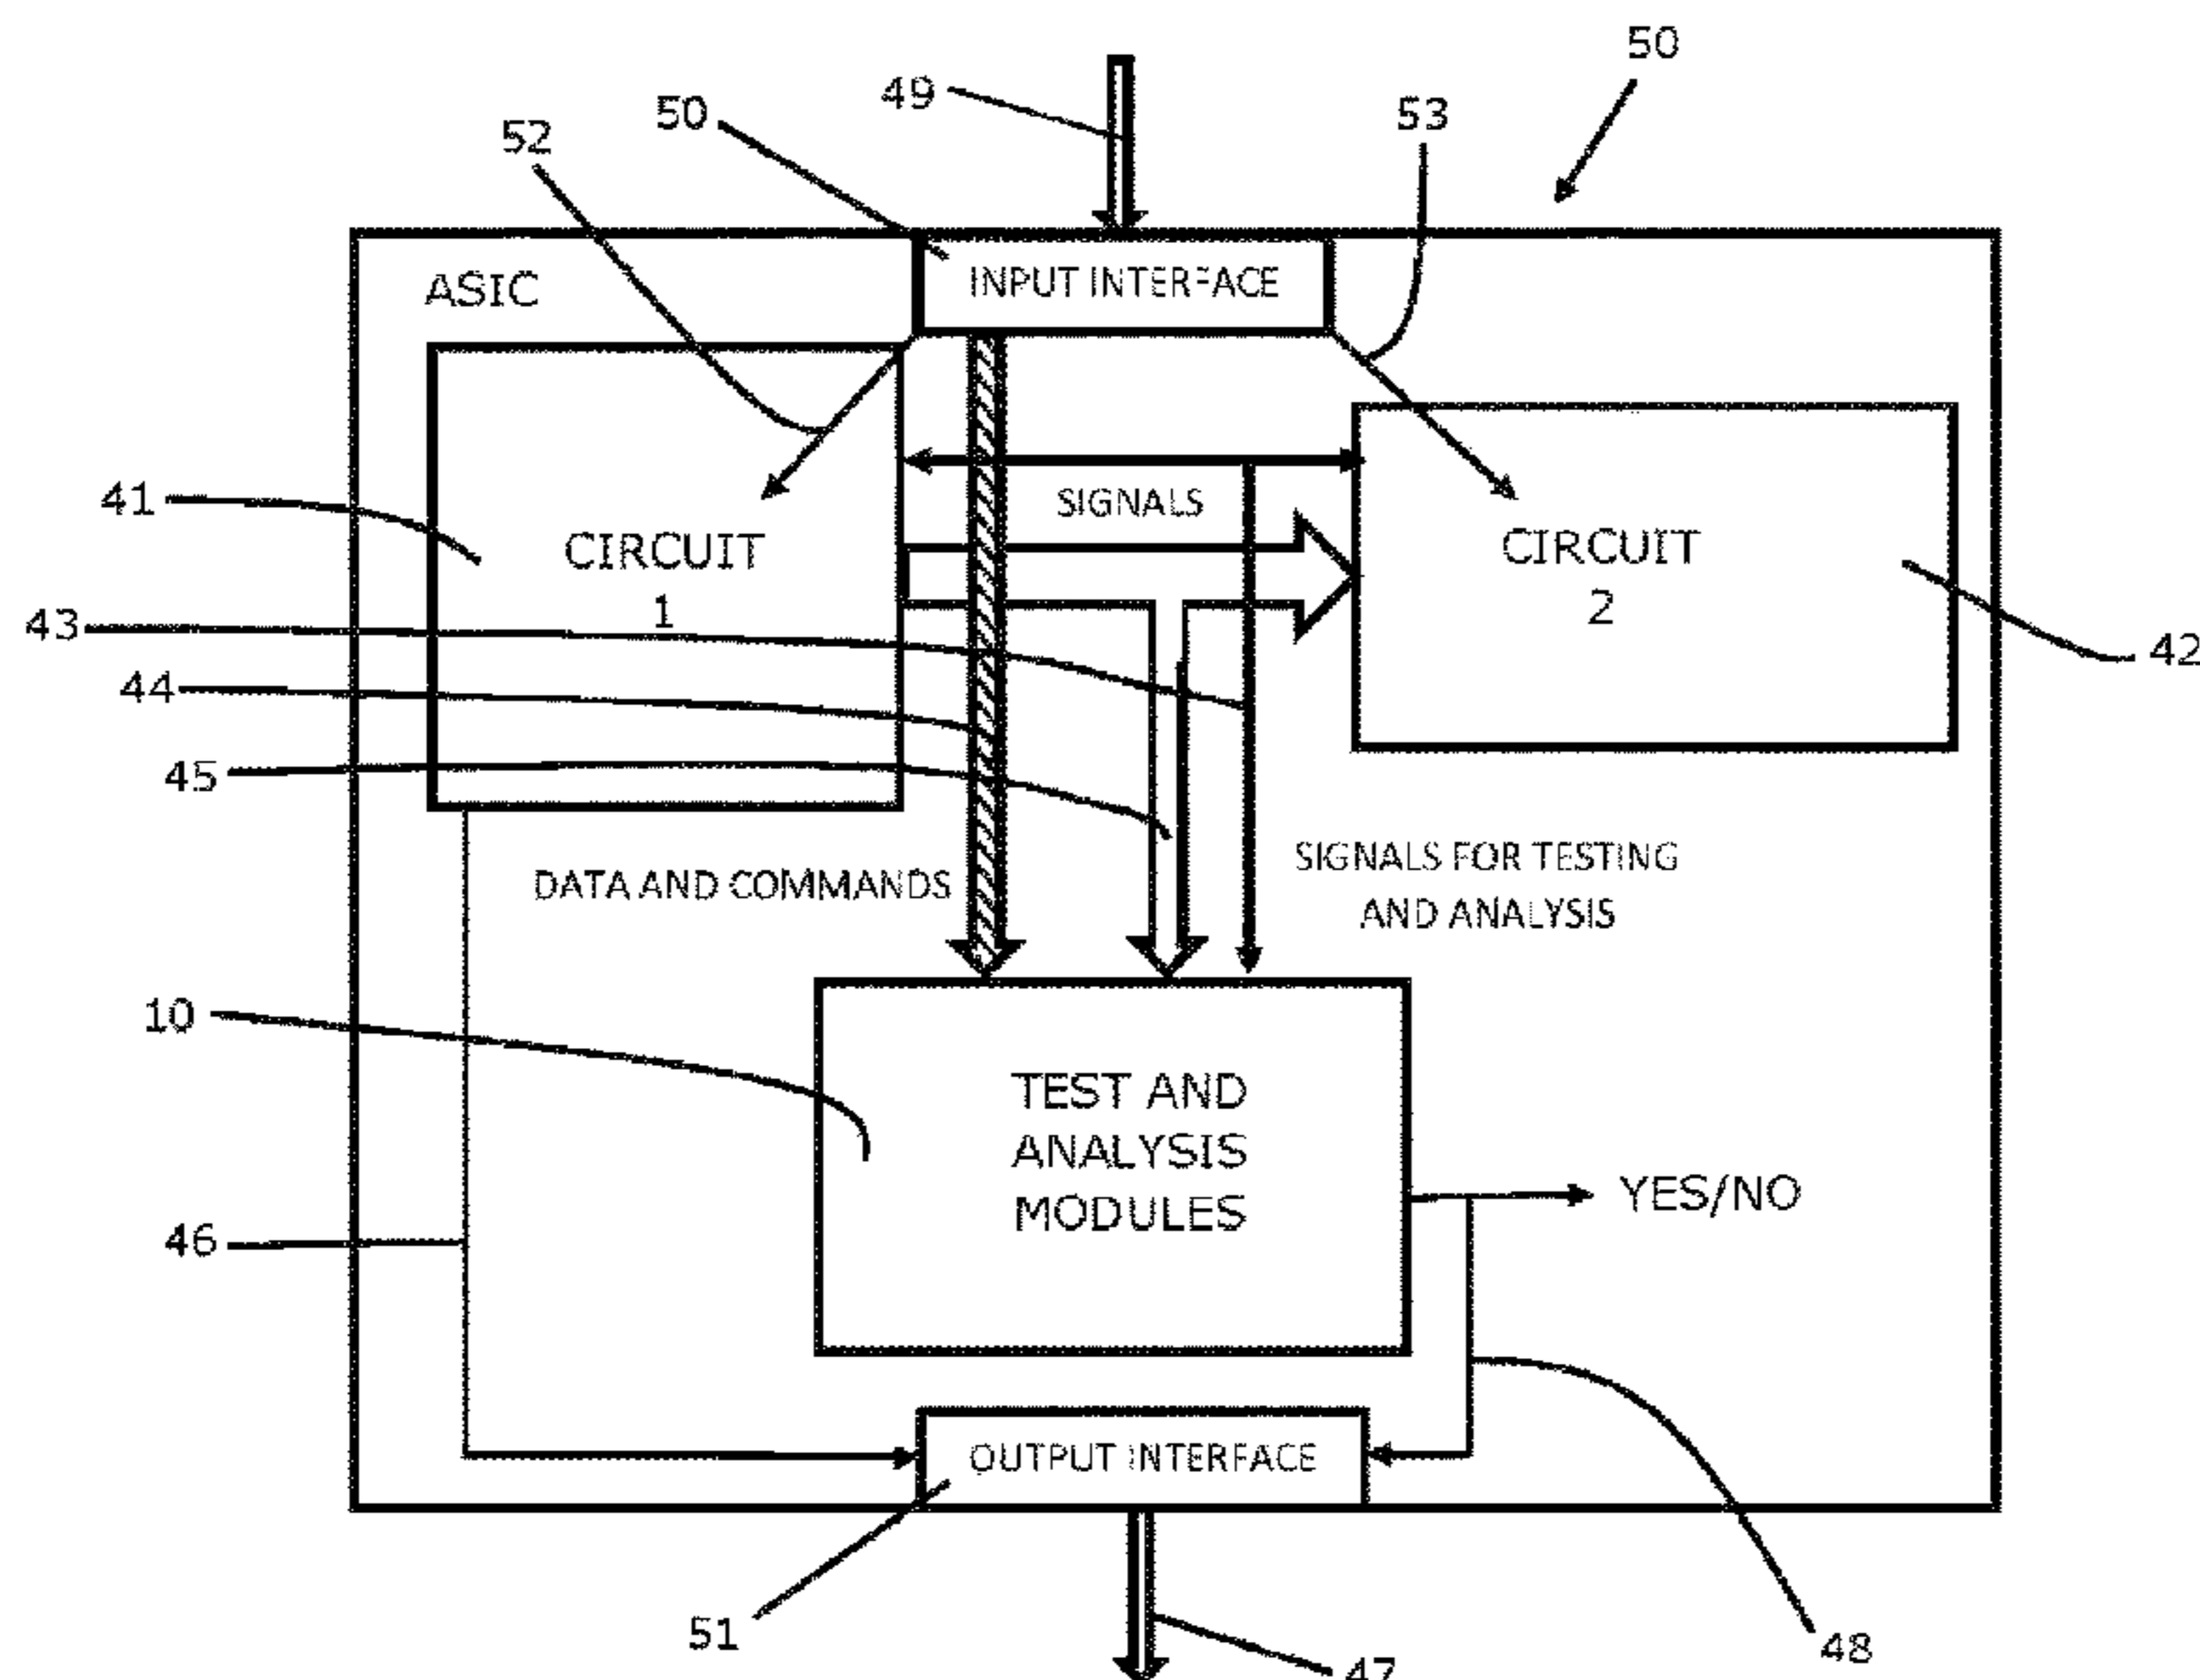 50
49
50
53
52
INPUT INTERFACE
ASIC
41
SIGNALS
CIRCUIT
1
CIRCUIT
2
43
42
44
45
SIGNALS FOR TESTING
AND ANALYSIS
DATA AND COMMANDS
10
TEST AND
ANALYSIS
MODULES
YES/NO
46
OUTPUT INTERFACE
51
48
47